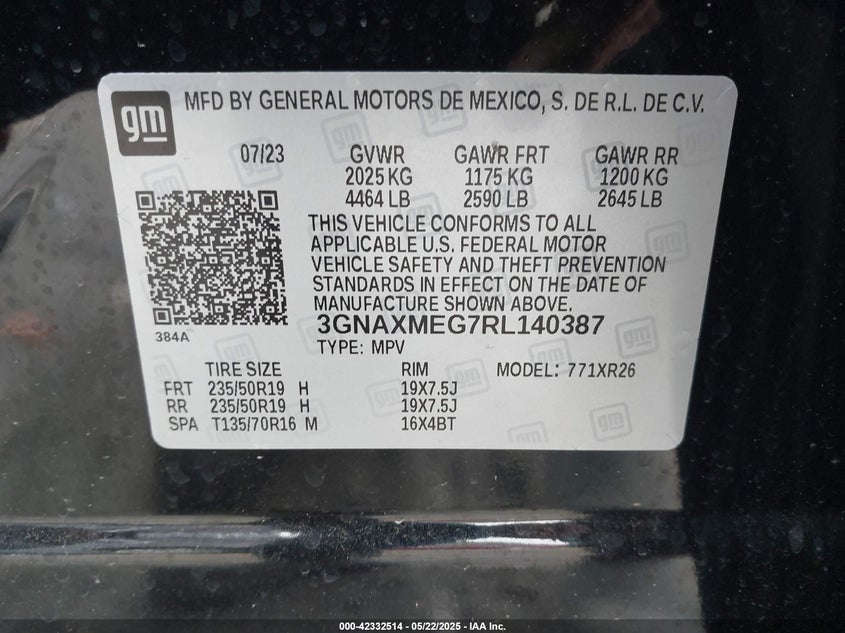 gm MFD BY GENERAL MOTORS DE MEXICO, S. DE R.L. DE C.V.
07/23 GVWR GAWR FRT GAWR RR
2025 KG 1175 KG 1200 KG
4464 LB 2590 LB 2645 LB
THIS VEHICLE CONFORMS TO ALL
APPLICABLE U.S. FEDERAL MOTOR
VEHICLE SAFETY AND THEFT PREVENTION
STANDARDS IN EFFECT ON THE DATE OF
MANUFACTURE SHOWN ABOVE.
384A
3GNAXMEG7RL140387
TYPE: MPV
TIRE SIZE RIM MODEL: 771XR26
FRT 235/50R19 H 19X7.5J
RR 235/50R19 H 19X7.5J
SPA T135/70R16 M 16X4BT
000-42332514 - 05/22/2025 - IAA Inc.